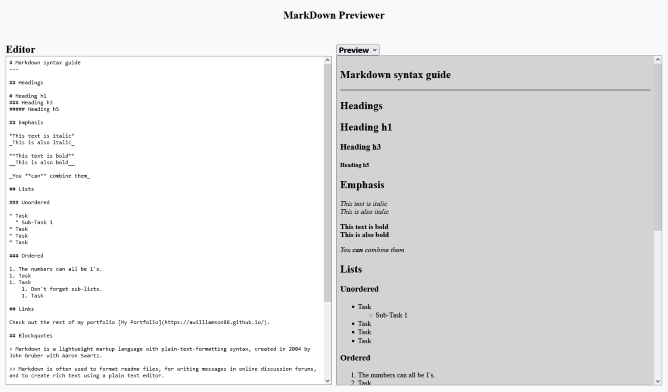 MarkDown Previewer
Editor
# Markdown syntax guide
---
## Headings
# Heading h1
### Heading h3
##### Heading h5
## Emphasis
*This text is italic*
_This is also italic_
**This text is bold**
__This is also bold__
_You **can** combine them_
## Lists
### Unordered
* Task
  * Sub-Task 1
* Task
* Task
* Task
### Ordered
1. The numbers can all be 1's.
1. Task
1. Task
    1. Don't forget sub-lists.
    1. Task
## Links
Check out the rest of my portfolio [My Portfolio](https://awilliamson88.github.io/).
## Blockquotes
> Markdown is a lightweight markup language with plain-text-formatting syntax, created in 2004 by
John Gruber with Aaron Swartz.
>> Markdown is often used to format readme files, for writing messages in online discussion forums,
and to create rich text using a plain text editor.
Preview
Markdown syntax guide
Headings
Heading h1
Heading h3
Heading h5
Emphasis
This text is italic
This is also italic
This text is bold
This is also bold
You can combine them
Lists
Unordered
• Task
◦ Sub-Task 1
• Task
• Task
• Task
Ordered
1. The numbers can all be 1's.
2. Task